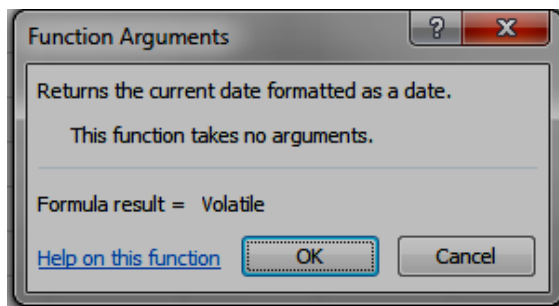 Function Arguments
? X
Returns the current date formatted as a date.
This function takes no arguments.
Formula result = Volatile
Help on this function OK Cancel